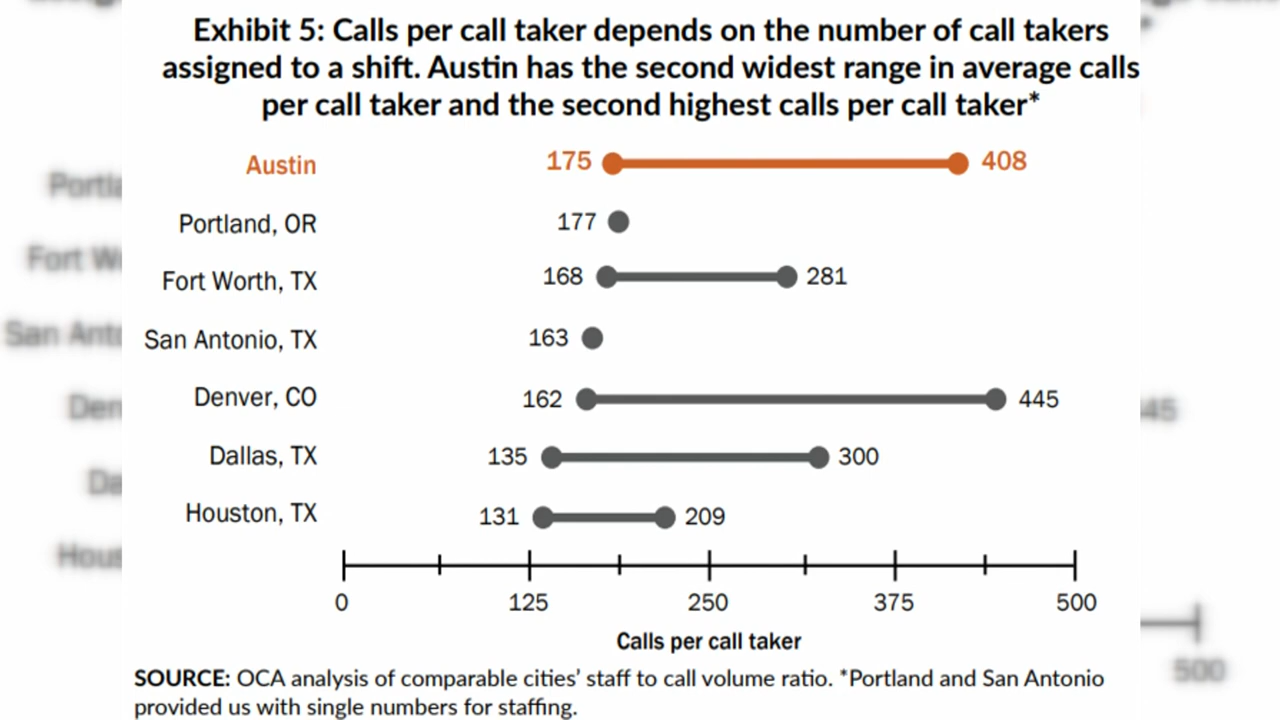 Exhibit 5: Calls per call taker depends on the number of call takers
assigned to a shift. Austin has the second widest range in average calls
per call taker and the second highest calls per call taker*
Austin 175 408
Portland, OR 177
Fort Worth, TX 168 281
San Antonio, TX 163
Denver, CO 162 445
Dallas, TX 135 300
Houston, TX 131 209
0 125 250 375 500
Calls per call taker
SOURCE: OCA analysis of comparable cities' staff to call volume ratio. *Portland and San Antonio
provided us with single numbers for staffing.